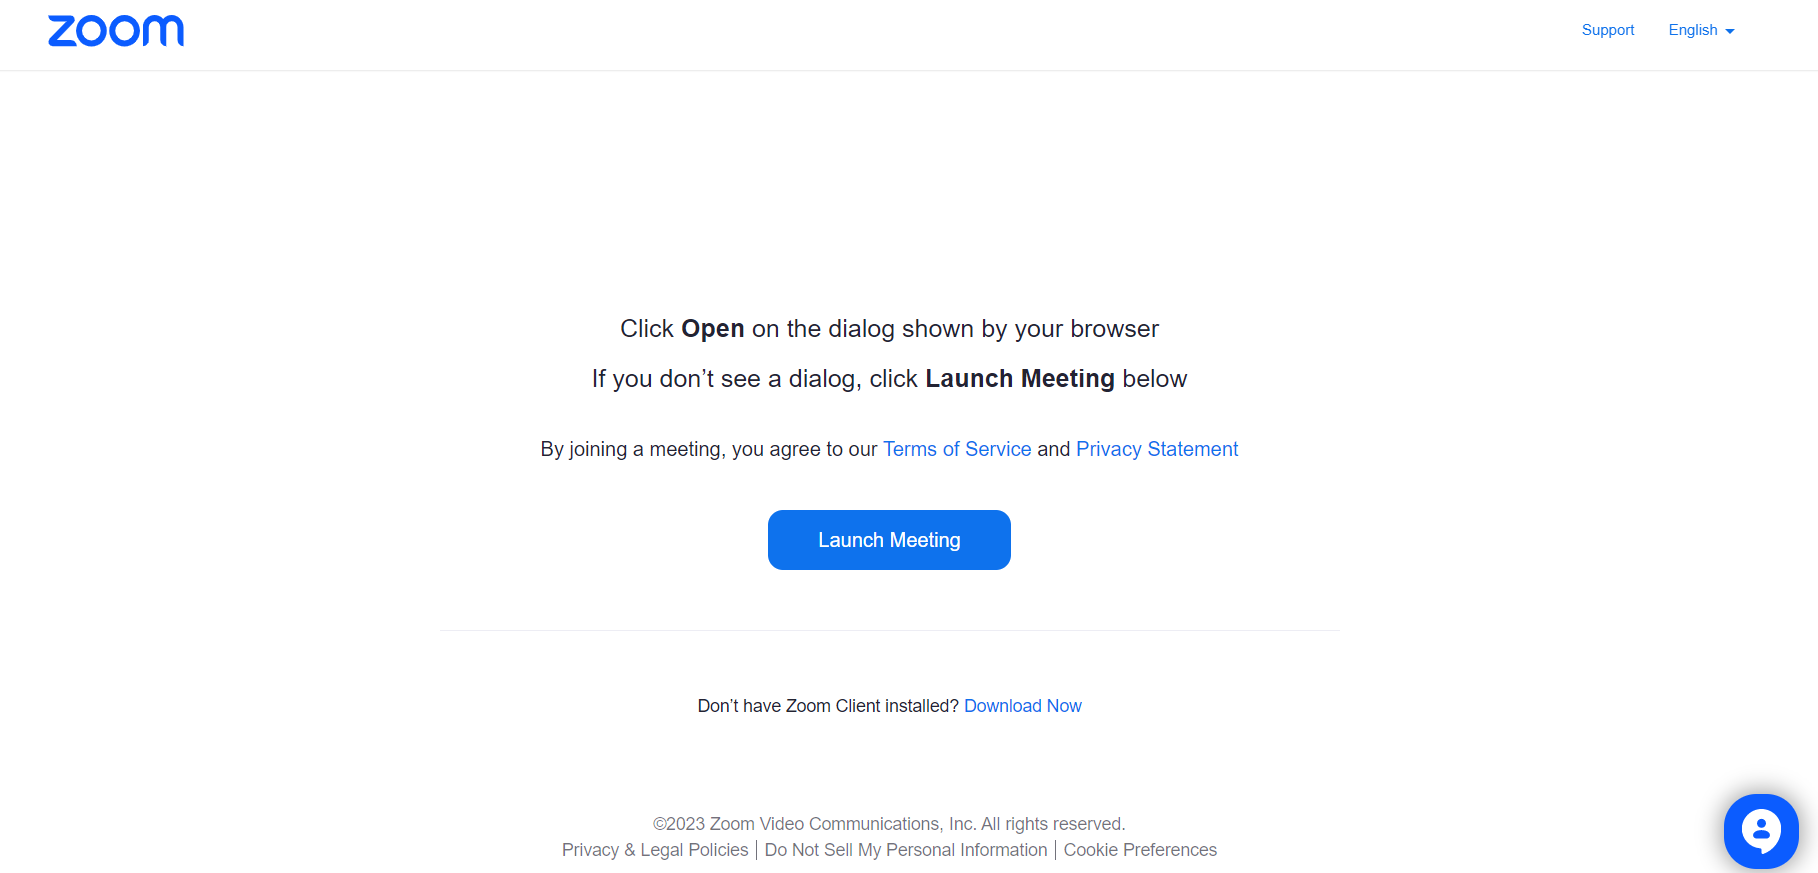 zoom
Support
English
Click Open on the dialog shown by your browser
If you don’t see a dialog, click Launch Meeting below
By joining a meeting, you agree to our Terms of Service and Privacy Statement
Launch Meeting
Don’t have Zoom Client installed? Download Now
©2023 Zoom Video Communications, Inc. All rights reserved.
Privacy & Legal Policies | Do Not Sell My Personal Information | Cookie Preferences